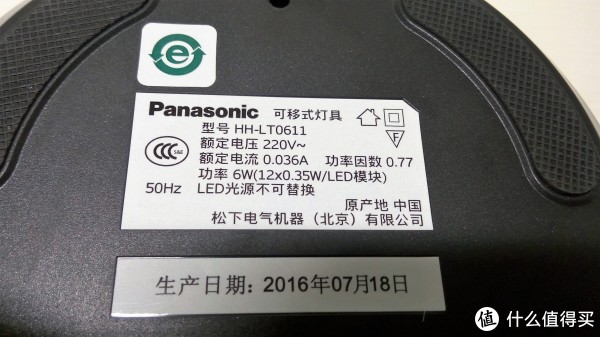 e
Panasonic 可移式灯具
型号 HH-LT0611
F
额定电压 220V~
CCC S&E
额定电流 0.036A 功率因数 0.77
功率 6W(12x0.35W/LED模块)
50Hz LED光源不可替换
原产地 中国
松下电气机器（北京）有限公司
生产日期：2016年07月18日
值 什么值得买